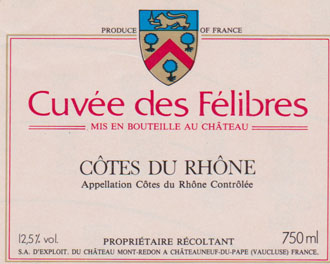 PRODUCE OF FRANCE
Cuvée des Félibres
MIS EN BOUTEILLE AU CHÂTEAU
CÔTES DU RHÔNE
Appellation Côtes du Rhône Contrôlée
12,5% vol. PROPRIÉTAIRE RÉCOLTANT 750 ml
S.A. D'EXPLOIT. DU CHÂTEAU MONT-REDON A CHÂTEAUNEUF-DU-PAPE (VAUCLUSE) FRANCE.